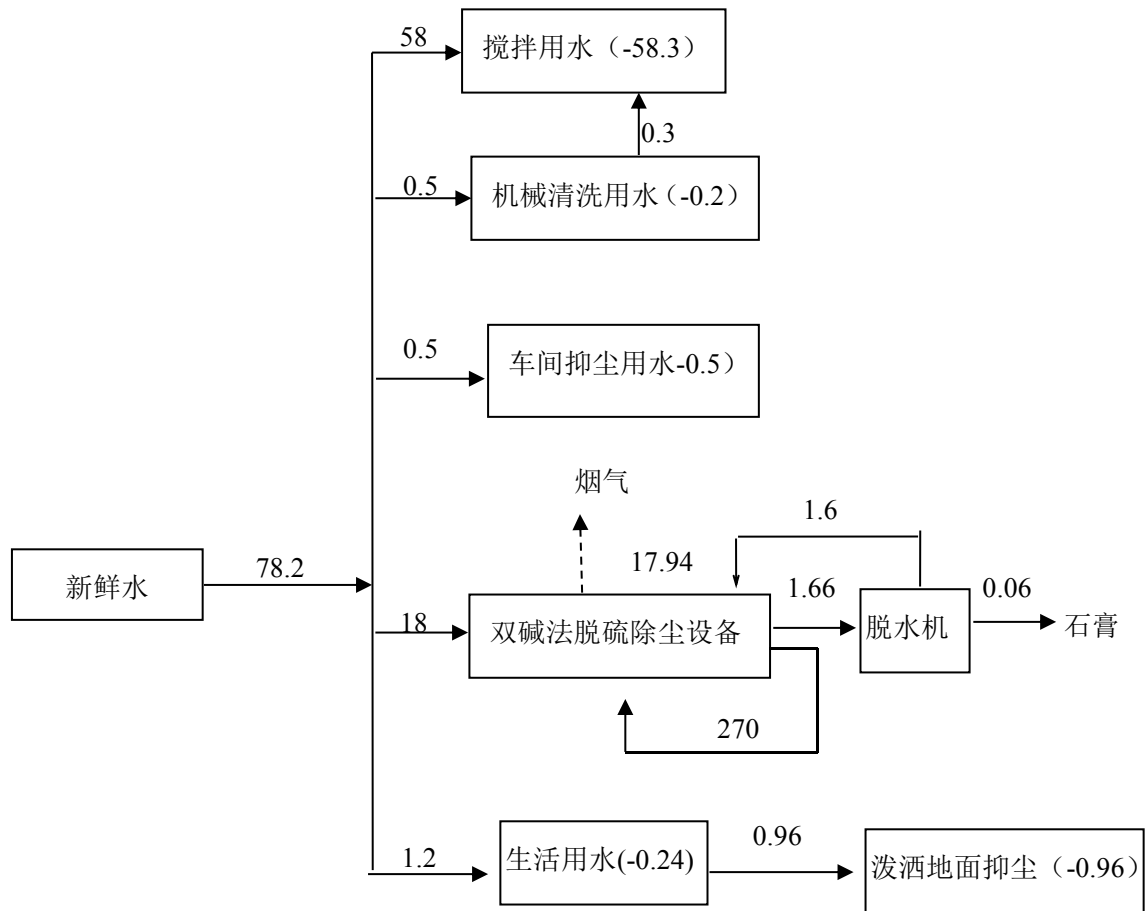 58
搅拌用水（-58.3）
0.3
0.5
机械清洗用水（-0.2）
0.5
车间抑尘用水-0.5）
烟气
1.6
新鲜水
78.2
17.94
1.66
0.06
18
双碱法脱硫除尘设备
脱水机
石膏
270
1.2
生活用水(-0.24)
0.96
泼洒地面抑尘（-0.96）